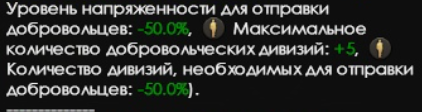 Уровень напряженности для отправки
добровольцев: -50.0%, Максимальное
количество добровольческих дивизий: +5,
Количество дивизий, необходимых для отправки
добровольцев: -50.0%).
--------------